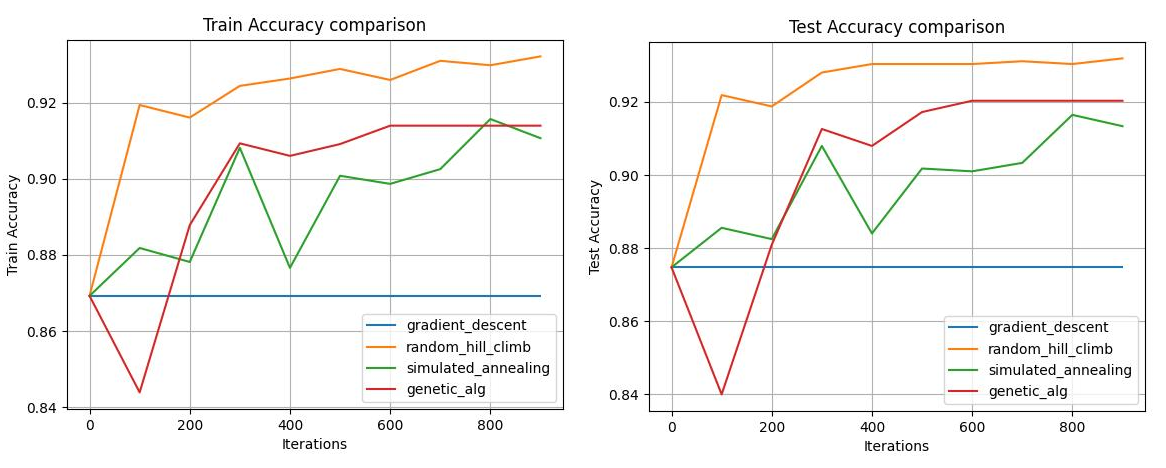 Train Accuracy comparison
Train Accuracy
0.92
0.90
0.88
0.86
0.84
0 200 400 600 800
Iterations
gradient_descent
random_hill_climb
simulated_annealing
genetic_alg
Test Accuracy comparison
Test Accuracy
0.92
0.90
0.88
0.86
0.84
0 200 400 600 800
Iterations
gradient_descent
random_hill_climb
simulated_annealing
genetic_alg